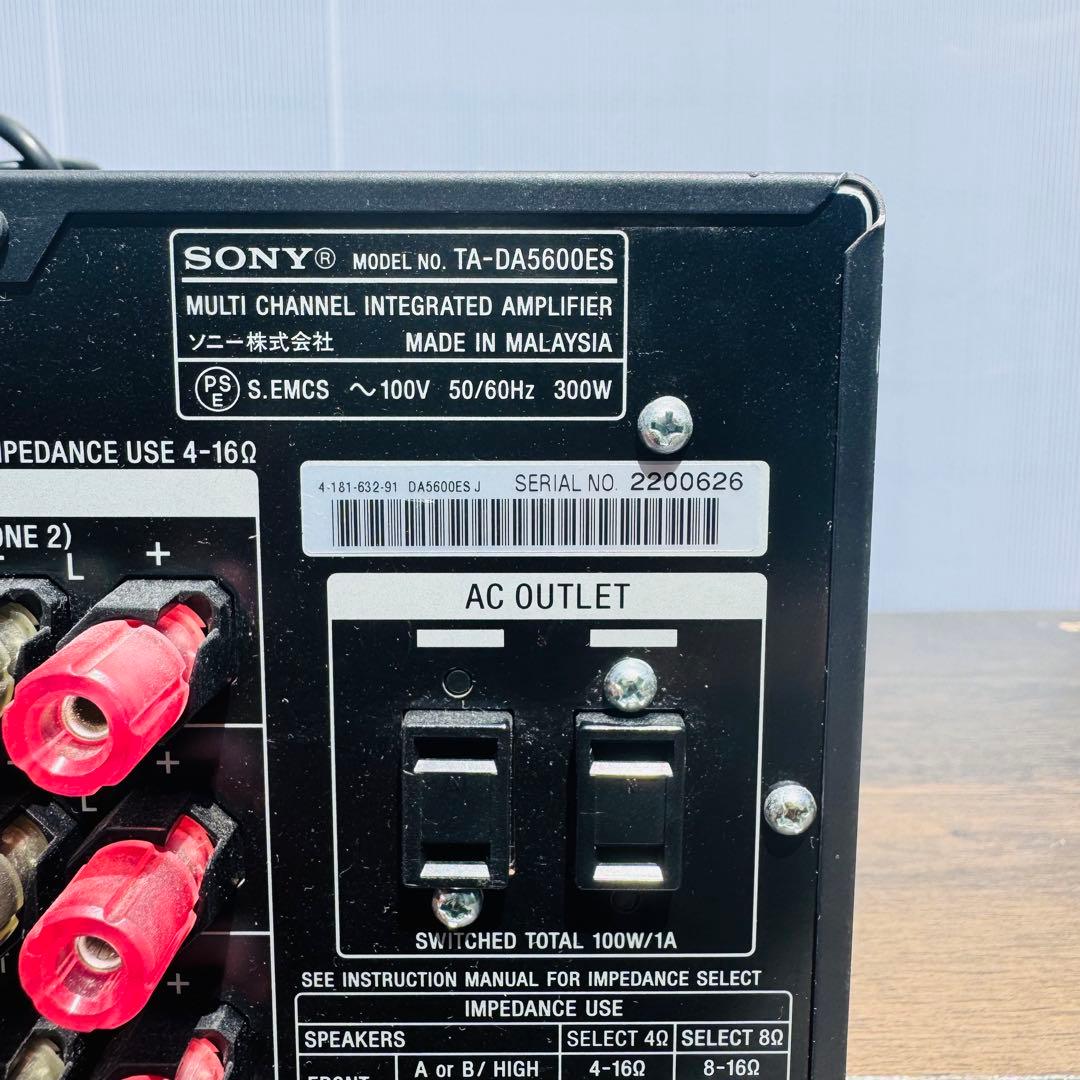 SONY® MODEL NO. TA-DA5600ES
MULTI CHANNEL INTEGRATED AMPLIFIER
ソニー株式会社 MADE IN MALAYSIA
PSE S.EMCS ～100V 50/60Hz 300W
USE 4-16Ω
4-181-632-91 DA5600ES J SERIAL NO. 2200626
2)
L +
AC OUTLET
+
L
+
SWITCHED TOTAL 100W/1A
SEE INSTRUCTION MANUAL FOR IMPEDANCE SELECT
IMPEDANCE USE
SPEAKERS SELECT 4Ω SELECT 8Ω
FRONT A or B/ HIGH 4-16Ω 8-16Ω